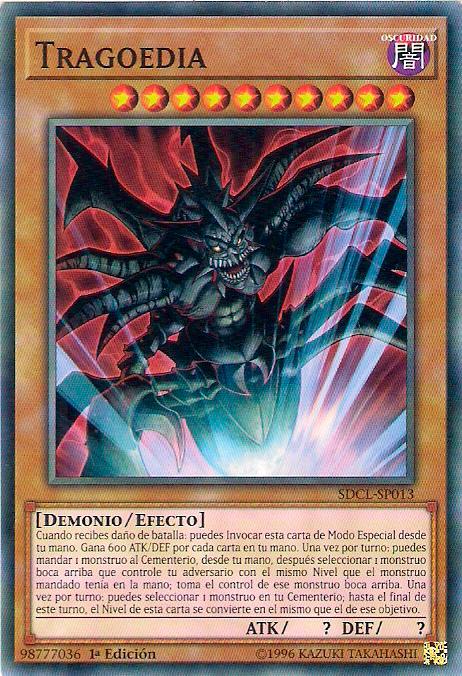 TRAGOEDIA
OSCURIDAD
闇
SDCL-SP013
[DEMONIO/EFECTO]
Cuando recibes daño de batalla: puedes Invocar esta carta de Modo Especial desde
tu mano. Gana 600 ATK/DEF por cada carta en tu mano. Una vez por turno: puedes
mandar 1 monstruo al Cementerio, desde tu mano, después seleccionar 1 monstruo
boca arriba que controle tu adversario con el mismo Nivel que el monstruo
mandado tenía en la mano; toma el control de ese monstruo boca arriba. Una
vez por turno: puedes seleccionar 1 monstruo en tu Cementerio; hasta el final de
este turno, el Nivel de esta carta se convierte en el mismo que el de ese objetivo.
ATK/ ? DEF/ ?
98777036 1ª Edición ©1996 KAZUKI TAKAHASHI